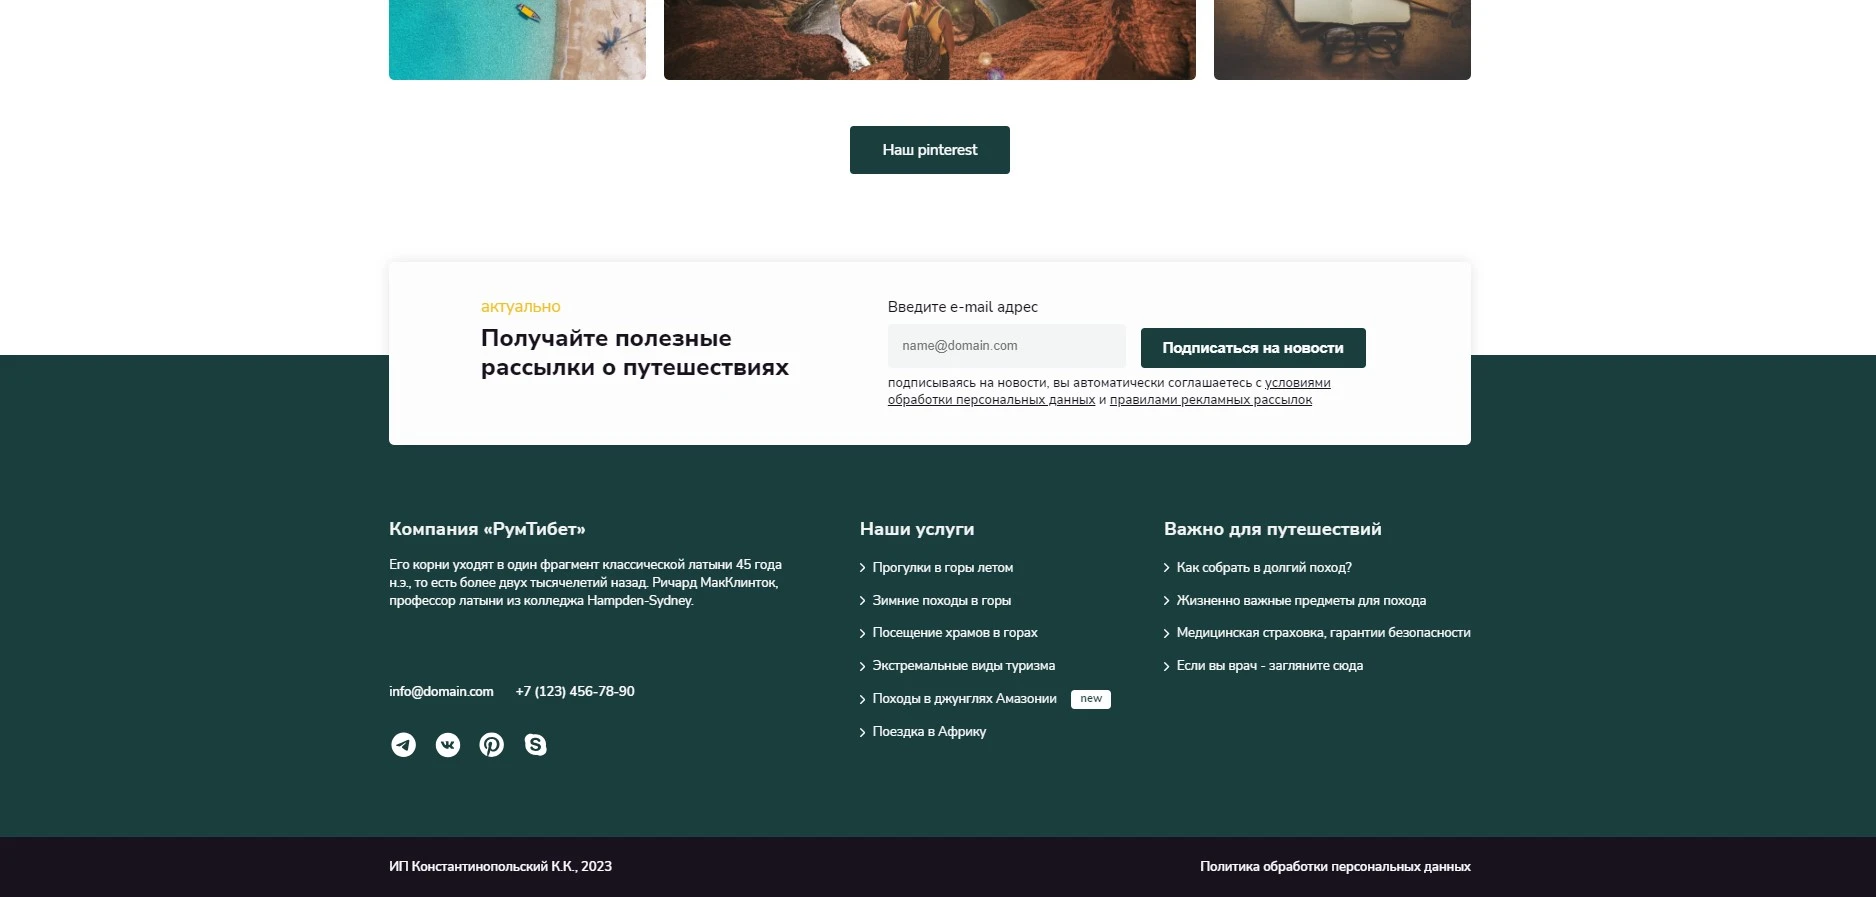 Наш pinterest
актуально
Получайте полезные
рассылки о путешествиях
Введите e-mail адрес
name@domain.com
Подписаться на новости
подписываясь на новости, вы автоматически соглашаетесь с условиями
обработки персональных данных и правилами рекламных рассылок
Компания «РумТибет»
Его корни уходят в один фрагмент классической латыни 45 года
н.э., то есть более двух тысячелетий назад. Ричард МакКлинток,
профессор латыни из колледжа Hampden-Sydney.
info@domain.com +7 (123) 456-78-90
Наши услуги
Прогулки в горы летом
Зимние походы в горы
Посещение храмов в горах
Экстремальные виды туризма
Походы в джунглях Амазонии new
Поездка в Африку
Важно для путешествий
Как собрать в долгий поход?
Жизненно важные предметы для похода
Медицинская страховка, гарантии безопасности
Если вы врач - загляните сюда
ИП Константинопольский К.К., 2023
Политика обработки персональных данных